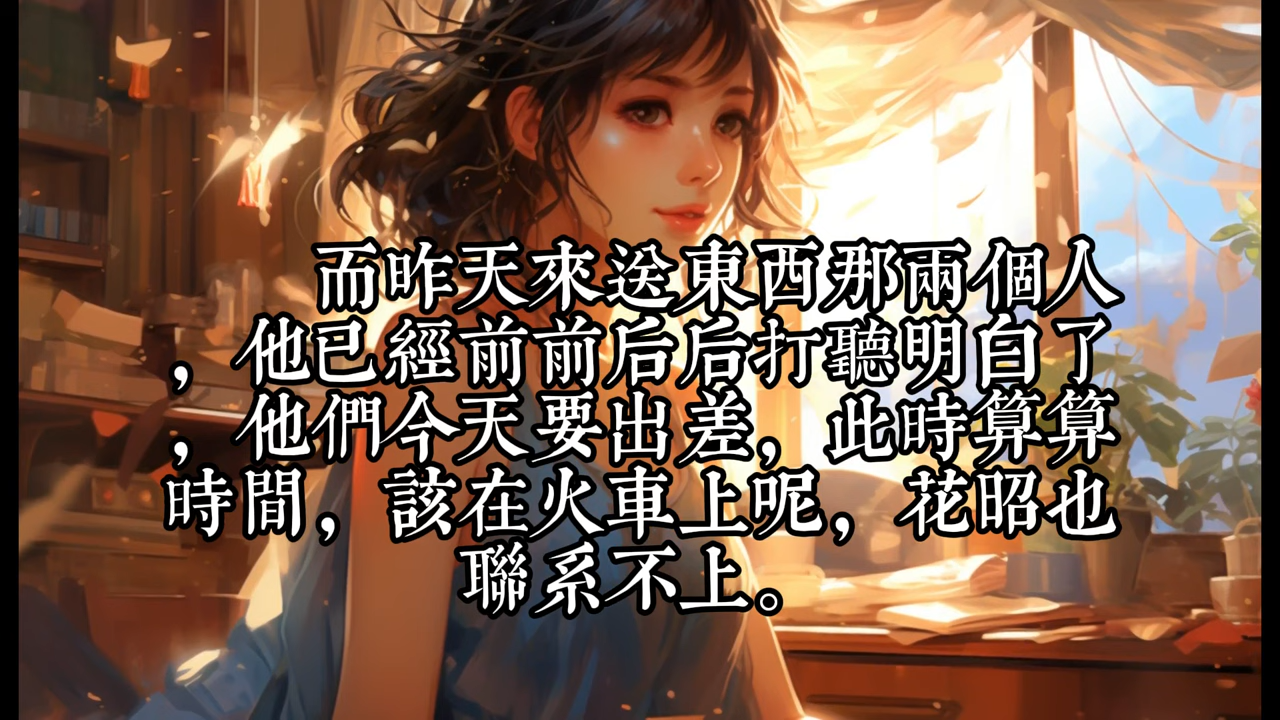 而昨天來送東西那兩個人
，他已經前前后后打聽明白了
，他們今天要出差，此時算算
時間，該在火車上呢，花昭也
聯系不上。